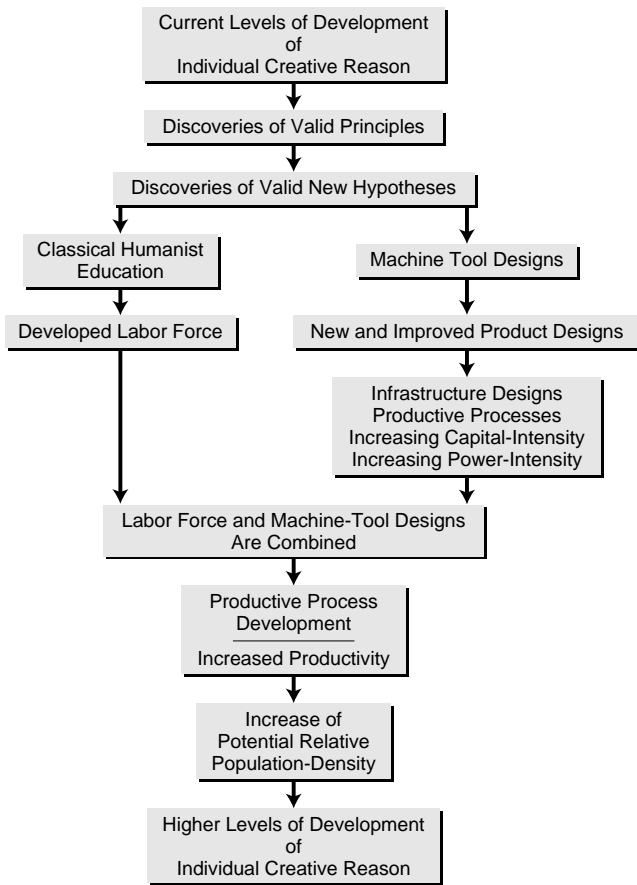 Current Levels of Development
of
Individual Creative Reason
Discoveries of Valid Principles
Discoveries of Valid New Hypotheses
Classical Humanist
Education
Machine Tool Designs
Developed Labor Force
New and Improved Product Designs
Infrastructure Designs
Productive Processes
Increasing Capital-Intensity
Increasing Power-Intensity
Labor Force and Machine-Tool Designs
Are Combined
Productive Process
Development
Increased Productivity
Increase of
Potential Relative
Population-Density
Higher Levels of Development
of
Individual Creative Reason